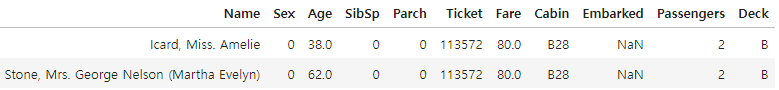 Name Sex Age SibSp Parch Ticket Fare Cabin Embarked Passengers Deck
Icard, Miss. Amelie 0 38.0 0 0 113572 80.0 B28 NaN 2 B
Stone, Mrs. George Nelson (Martha Evelyn) 0 62.0 0 0 113572 80.0 B28 NaN 2 B